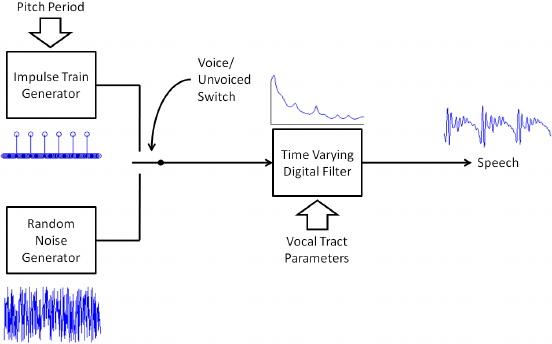 Pitch Period
Impulse Train
Generator
Voice/
Unvoiced
Switch
Time Varying
Digital Filter
Speech
Random
Noise
Generator
Vocal Tract
Parameters